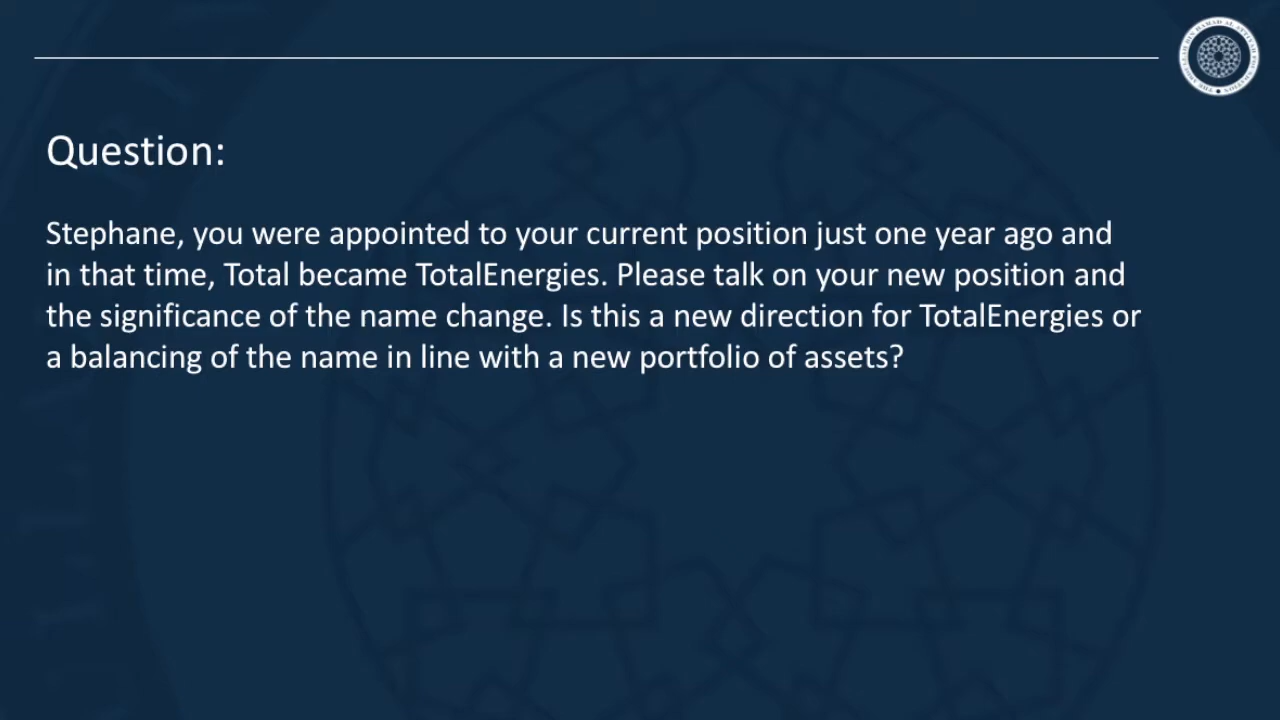 Question:
Stephane, you were appointed to your current position just one year ago and
in that time, Total became TotalEnergies. Please talk on your new position and
the significance of the name change. Is this a new direction for TotalEnergies or
a balancing of the name in line with a new portfolio of assets?